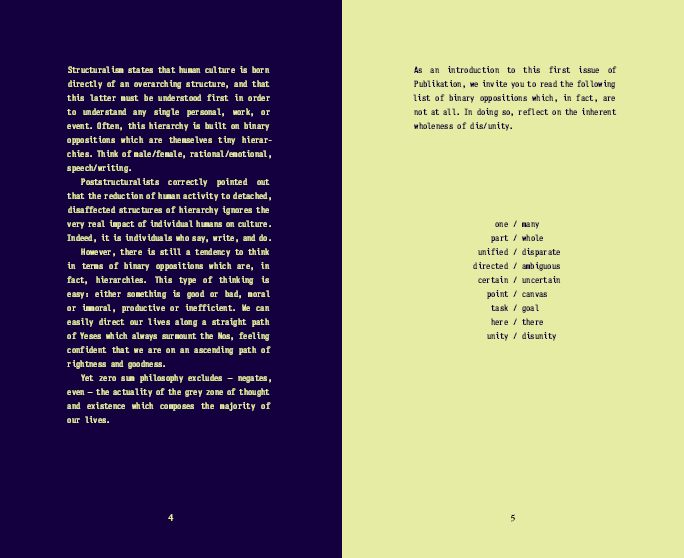 Structuralism states that human culture is born
directly of an overarching structure, and that
this latter must be understood first in order
to understand any single personal, work, or
event. Often, this hierarchy is built on binary
oppositions which are themselves tiny hierar-
chies. Think of male/female, rational/emotional,
speech/writing.
Poststructuralists correctly pointed out
that the reduction of human activity to detached,
disaffected structures of hierarchy ignores the
very real impact of individual humans on culture.
Indeed, it is individuals who say, write, and do.
However, there is still a tendency to think
in terms of binary oppositions which are, in
fact, hierarchies. This type of thinking is
easy: either something is good or bad, moral
or immoral, productive or inefficient. We can
easily direct our lives along a straight path
of Yeses which always surmount the Nos, feeling
confident that we are on an ascending path of
rightness and goodness.
Yet zero sum philosophy excludes — negates,
even — the actuality of the grey zone of thought
and existence which composes the majority of
our lives.
4
As an introduction to this first issue of
Publikation, we invite you to read the following
list of binary oppositions which, in fact, are
not at all. In doing so, reflect on the inherent
wholeness of dis/unity.
one / many
part / whole
unified / disparate
directed / ambiguous
certain / uncertain
point / canvas
task / goal
here / there
unity / disunity
5